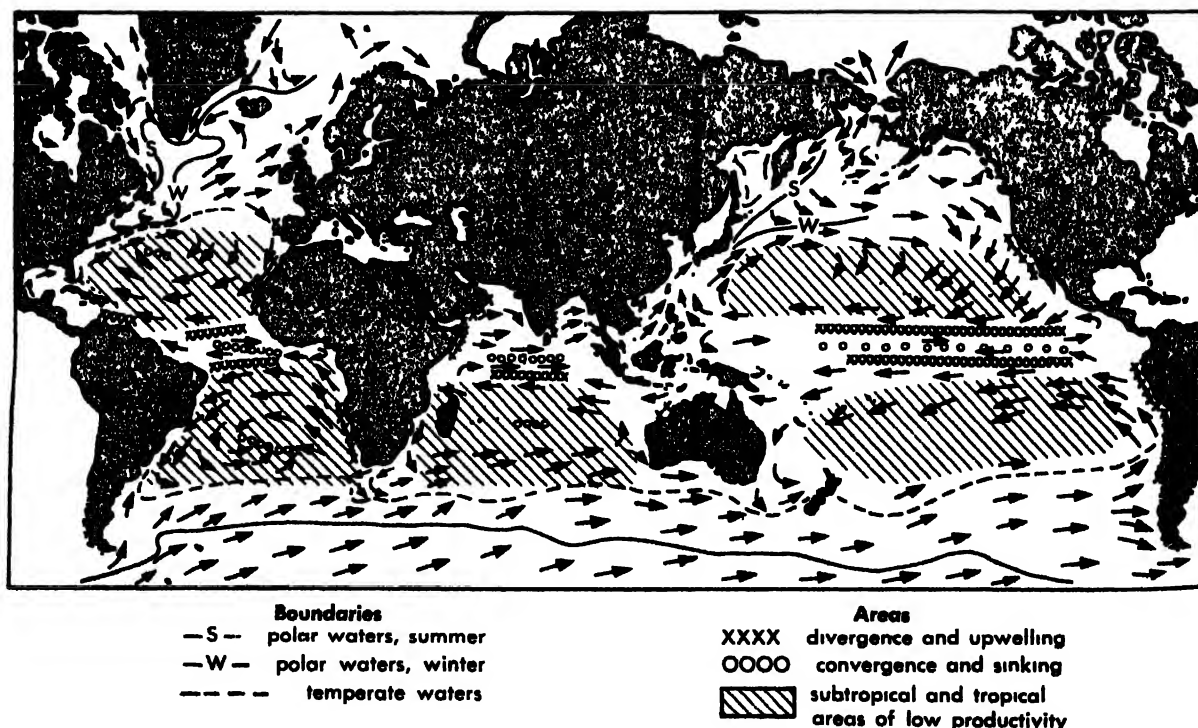 S
W
S
W
Boundaries
—S— polar waters, summer
—W— polar waters, winter
---- temperate waters
Areas
XXXX divergence and upwelling
OOOO convergence and sinking
subtropical and tropical
areas of low productivity